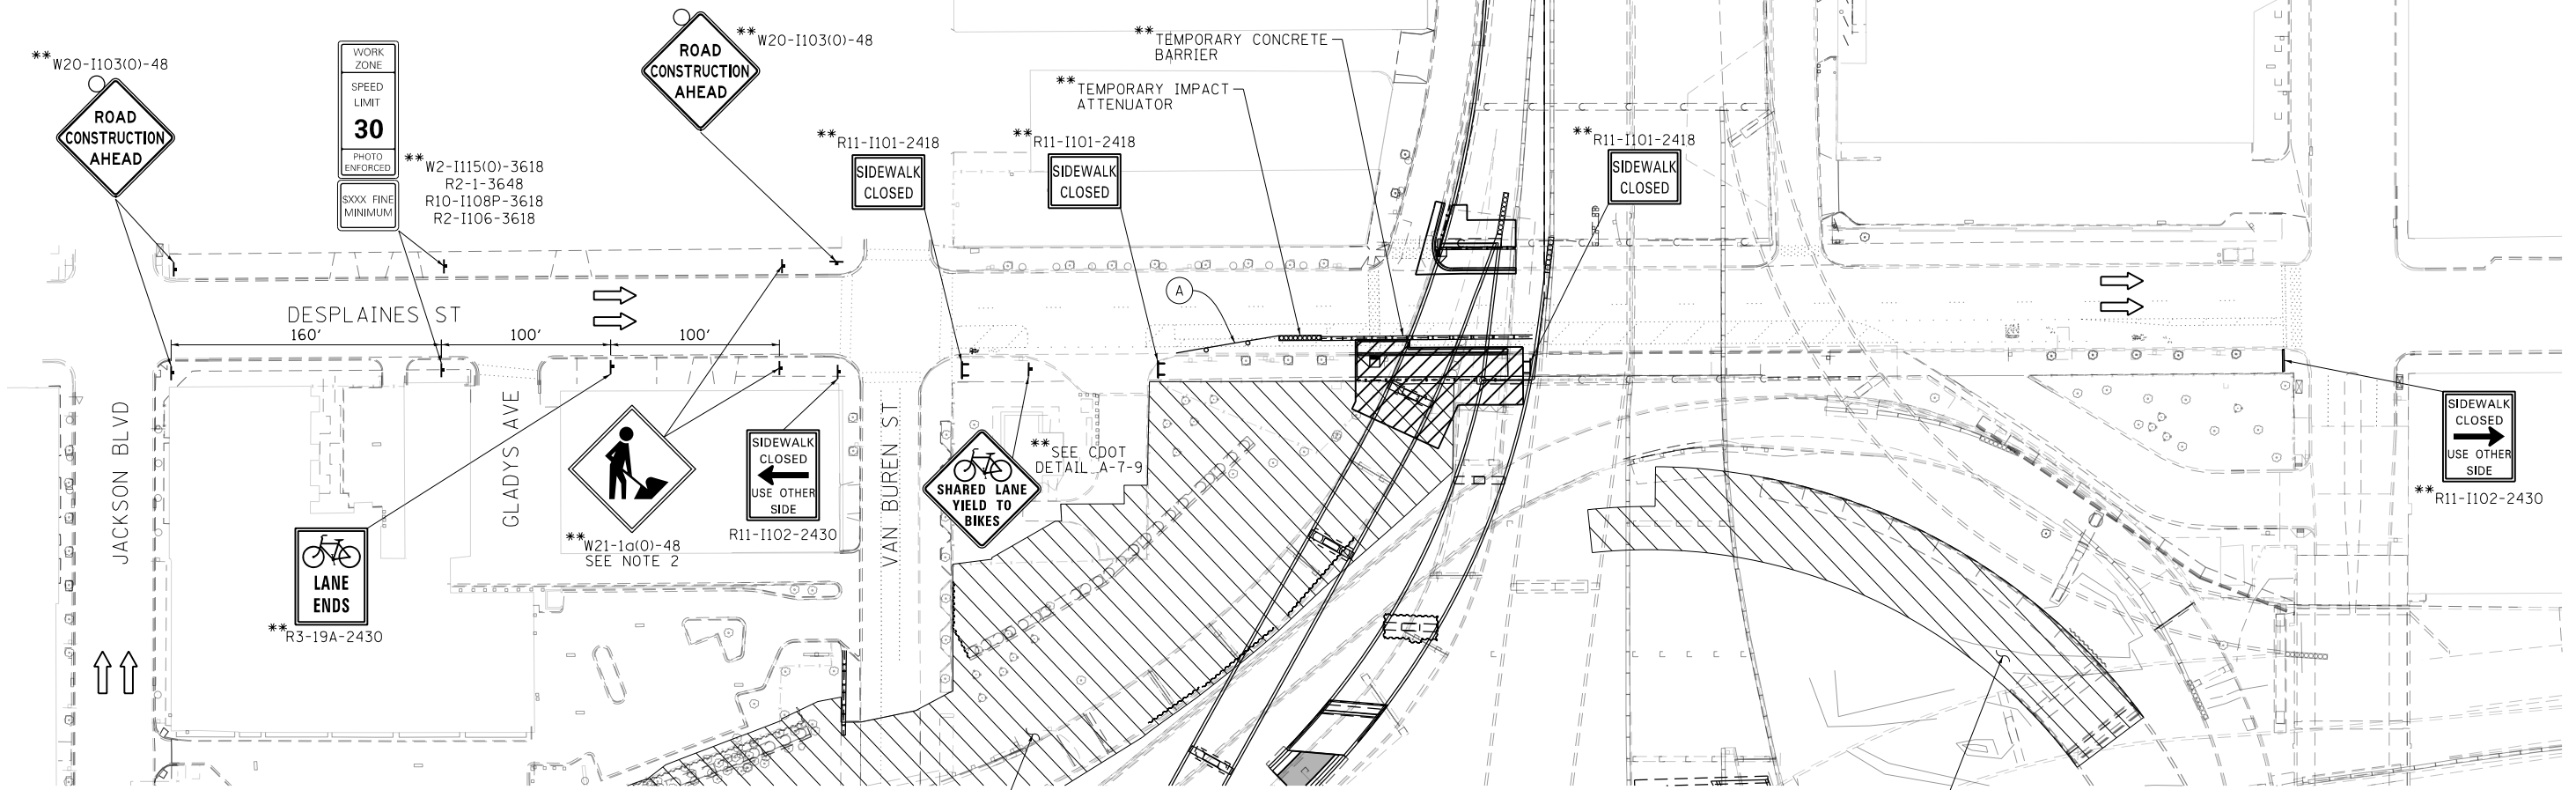 **W20-I103(O)-48
ROAD
CONSTRUCTION
AHEAD
WORK
ZONE
SPEED
LIMIT
30
PHOTO
ENFORCED
$XXX FINE
MINIMUM
**W2-I115(O)-3618
R2-1-3648
R10-I108P-3618
R2-I106-3618
ROAD
CONSTRUCTION
AHEAD
**W20-I103(O)-48
**R11-I101-2418
SIDEWALK
CLOSED
**R11-I101-2418
SIDEWALK
CLOSED
**TEMPORARY CONCRETE
BARRIER
**TEMPORARY IMPACT
ATTENUATOR
**R11-I101-2418
SIDEWALK
CLOSED
A
DESPLAINES ST
160'
100'
100'
JACKSON BLVD
GLADYS AVE
VAN BUREN ST
LANE
ENDS
**R3-19A-2430
**W21-1a(O)-48
SEE NOTE 2
SIDEWALK
CLOSED
USE OTHER
SIDE
R11-I102-2430
SHARED LANE
YIELD TO
BIKES
**SEE CDOT
DETAIL A-7-9
SIDEWALK
CLOSED
USE OTHER
SIDE
**R11-I102-2430